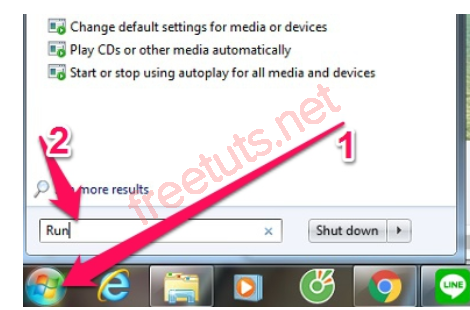 Change default settings for media or devices
Play CDs or other media automatically
Start or stop using autoplay for all media and devices
freetuts.net
1
2
more results
Run
Shut down
LINE